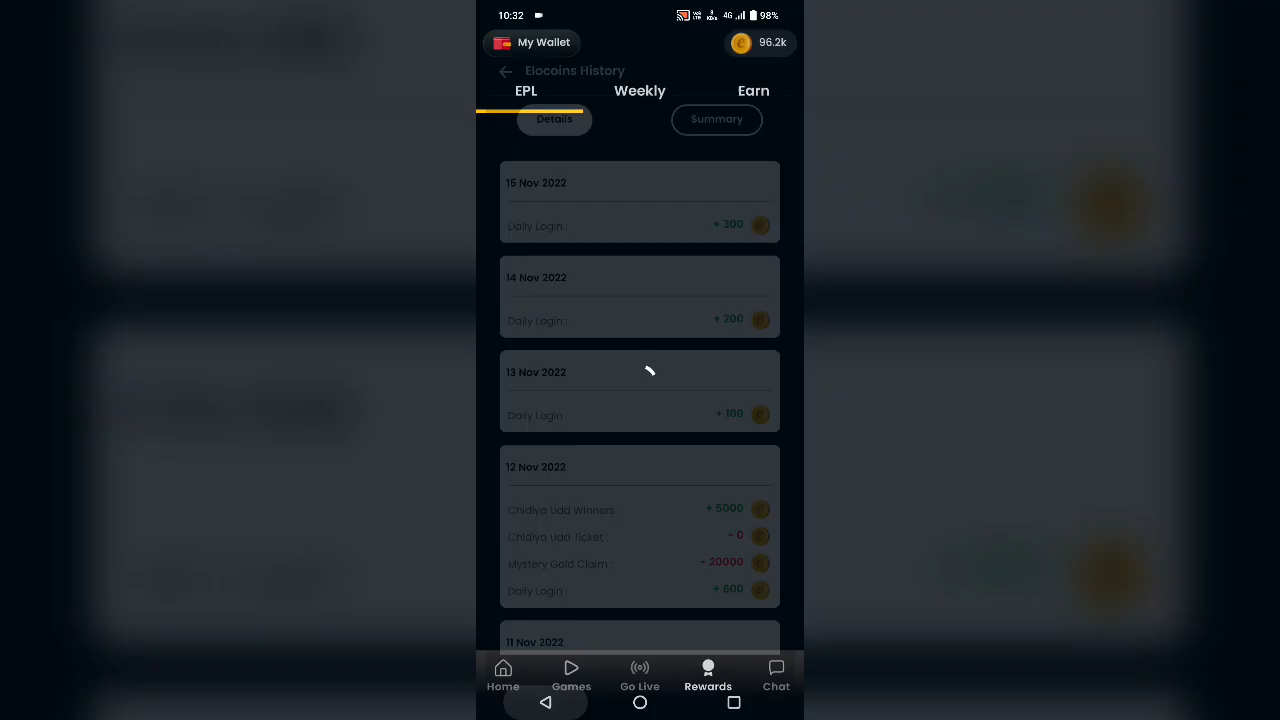 10:32 4G 98%
My Wallet 96.2k
Elocoins History
EPL Weekly Earn
Details Summary
15 Nov 2022
Daily Login : + 300
14 Nov 2022
Daily Login : + 200
13 Nov 2022
Daily Login : + 100
12 Nov 2022
Chidiya Udd Winners : + 5000
Chidiya Udd Ticket : - 0
Mystery Gold Claim : - 20000
Daily Login : + 600
11 Nov 2022
Home Games Go Live Rewards Chat